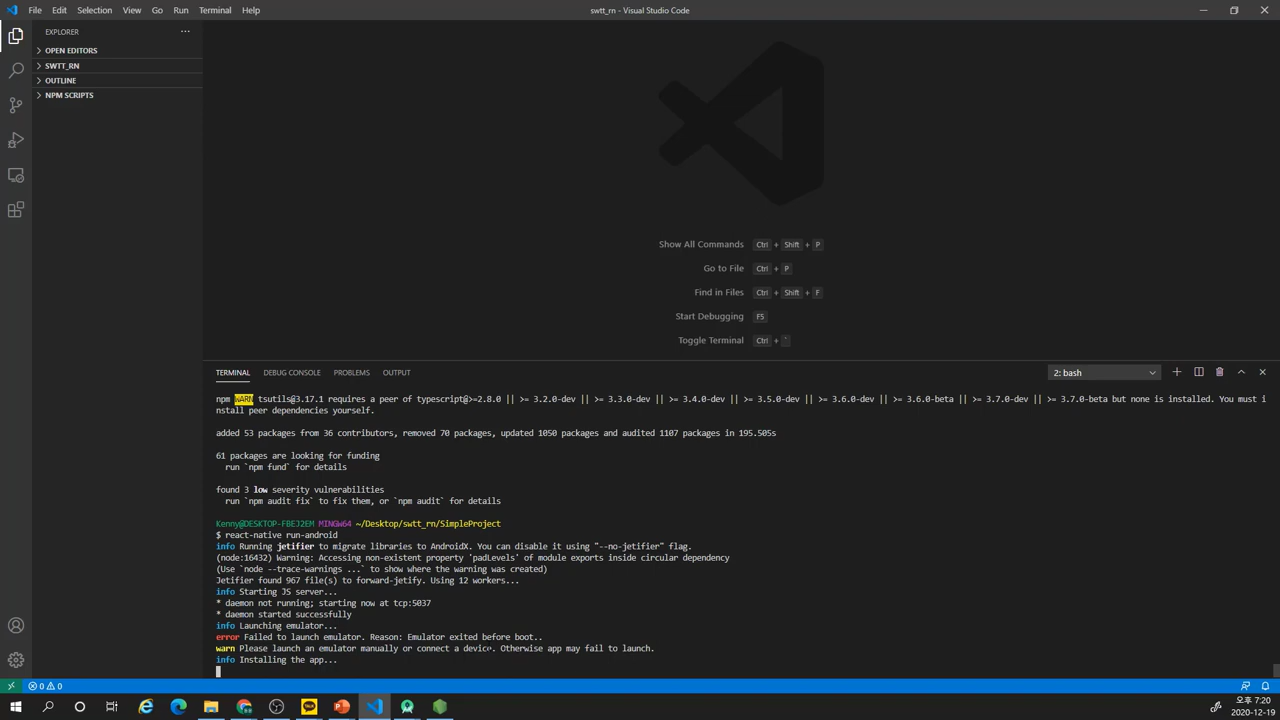 File Edit Selection View Go Run Terminal Help
swtt_rn - Visual Studio Code
EXPLORER
OPEN EDITORS
SWTT_RN
OUTLINE
NPM SCRIPTS
Show All Commands Ctrl + Shift + P
Go to File Ctrl + P
Find in Files Ctrl + Shift + F
Start Debugging F5
Toggle Terminal Ctrl + `
TERMINAL DEBUG CONSOLE PROBLEMS OUTPUT
2: bash
npm WARN tsutils@3.17.1 requires a peer of typescript@>=2.8.0 || >= 3.2.0-dev || >= 3.3.0-dev || >= 3.4.0-dev || >= 3.5.0-dev || >= 3.6.0-dev || >= 3.6.0-beta || >= 3.7.0-dev || >= 3.7.0-beta but none is installed. You must i
nstall peer dependencies yourself.
added 53 packages from 36 contributors, removed 70 packages, updated 1050 packages and audited 1107 packages in 195.505s
61 packages are looking for funding
run `npm fund` for details
found 3 low severity vulnerabilities
run `npm audit fix` to fix them, or `npm audit` for details
Kenny@DESKTOP-FBEJ2EM MINGW64 ~/Desktop/swtt_rn/SimpleProject
$ react-native run-android
info Running jetifier to migrate libraries to AndroidX. You can disable it using "--no-jetifier" flag.
(node:16432) Warning: Accessing non-existent property 'padLevels' of module exports inside circular dependency
(Use `node --trace-warnings ...` to show where the warning was created)
Jetifier found 967 file(s) to forward-jetify. Using 12 workers...
info Starting JS server...
* daemon not running; starting now at tcp:5037
* daemon started successfully
info Launching emulator...
error Failed to launch emulator. Reason: Emulator exited before boot..
warn Please launch an emulator manually or connect a device. Otherwise app may fail to launch.
info Installing the app...
0 0
TALK
오후 7:20
2020-12-19